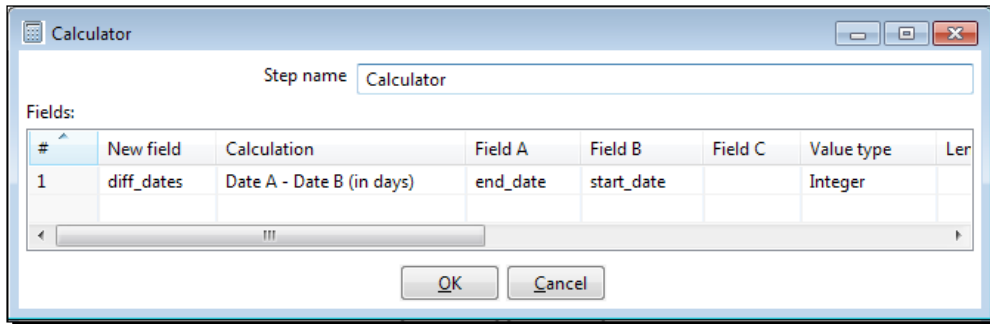 Calculator
Step name Calculator
Fields:
# New field Calculation Field A Field B Field C Value type Ler
1 diff_dates Date A - Date B (in days) end_date start_date Integer
OK Cancel